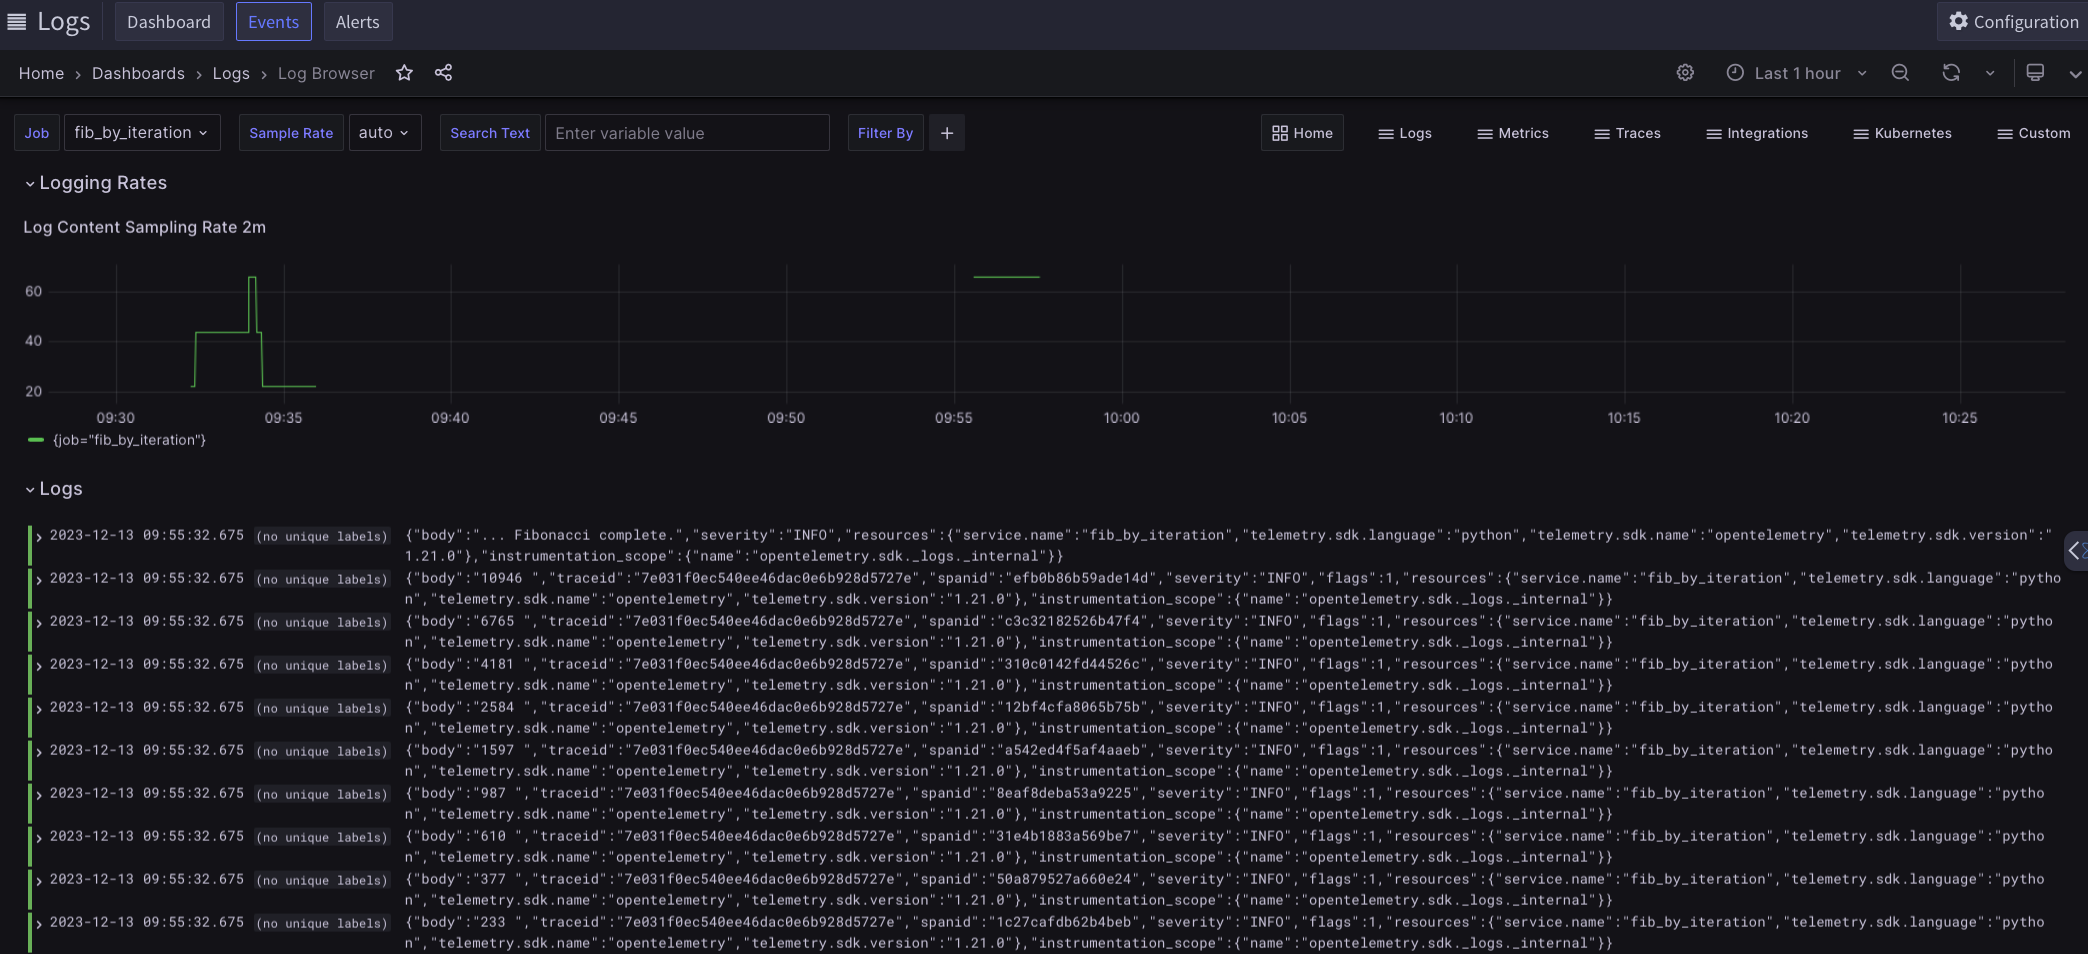 Logs Dashboard Events Alerts Configuration
Home › Dashboards › Logs › Log Browser Last 1 hour
Job fib_by_iteration Sample Rate auto Search Text Enter variable value Filter By + Home Logs Metrics Traces Integrations Kubernetes Custom
Logging Rates
Log Content Sampling Rate 2m
60
40
20
09:30 09:35 09:40 09:45 09:50 09:55 10:00 10:05 10:10 10:15 10:20 10:25
{job="fib_by_iteration"}
Logs
2023-12-13 09:55:32.675 (no unique labels) {"body":"... Fibonacci complete.","severity":"INFO","resources":{"service.name":"fib_by_iteration","telemetry.sdk.language":"python","telemetry.sdk.name":"opentelemetry","telemetry.sdk.version":"
1.21.0"},"instrumentation_scope":{"name":"opentelemetry.sdk._logs._internal"}}
2023-12-13 09:55:32.675 (no unique labels) {"body":"10946 ","traceid":"7e031f0ec540ee46dac0e6b928d5727e","spanid":"efb0b86b59ade14d","severity":"INFO","flags":1,"resources":{"service.name":"fib_by_iteration","telemetry.sdk.language":"pytho
n","telemetry.sdk.name":"opentelemetry","telemetry.sdk.version":"1.21.0"},"instrumentation_scope":{"name":"opentelemetry.sdk._logs._internal"}}
2023-12-13 09:55:32.675 (no unique labels) {"body":"6765 ","traceid":"7e031f0ec540ee46dac0e6b928d5727e","spanid":"c3c32182526b47f4","severity":"INFO","flags":1,"resources":{"service.name":"fib_by_iteration","telemetry.sdk.language":"pytho
n","telemetry.sdk.name":"opentelemetry","telemetry.sdk.version":"1.21.0"},"instrumentation_scope":{"name":"opentelemetry.sdk._logs._internal"}}
2023-12-13 09:55:32.675 (no unique labels) {"body":"4181 ","traceid":"7e031f0ec540ee46dac0e6b928d5727e","spanid":"310c0142fd44526c","severity":"INFO","flags":1,"resources":{"service.name":"fib_by_iteration","telemetry.sdk.language":"pytho
n","telemetry.sdk.name":"opentelemetry","telemetry.sdk.version":"1.21.0"},"instrumentation_scope":{"name":"opentelemetry.sdk._logs._internal"}}
2023-12-13 09:55:32.675 (no unique labels) {"body":"2584 ","traceid":"7e031f0ec540ee46dac0e6b928d5727e","spanid":"12bf4cfa8065b75b","severity":"INFO","flags":1,"resources":{"service.name":"fib_by_iteration","telemetry.sdk.language":"pytho
n","telemetry.sdk.name":"opentelemetry","telemetry.sdk.version":"1.21.0"},"instrumentation_scope":{"name":"opentelemetry.sdk._logs._internal"}}
2023-12-13 09:55:32.675 (no unique labels) {"body":"1597 ","traceid":"7e031f0ec540ee46dac0e6b928d5727e","spanid":"a542ed4f5af4aaeb","severity":"INFO","flags":1,"resources":{"service.name":"fib_by_iteration","telemetry.sdk.language":"pytho
n","telemetry.sdk.name":"opentelemetry","telemetry.sdk.version":"1.21.0"},"instrumentation_scope":{"name":"opentelemetry.sdk._logs._internal"}}
2023-12-13 09:55:32.675 (no unique labels) {"body":"987 ","traceid":"7e031f0ec540ee46dac0e6b928d5727e","spanid":"8eaf8deba53a9225","severity":"INFO","flags":1,"resources":{"service.name":"fib_by_iteration","telemetry.sdk.language":"pytho
n","telemetry.sdk.name":"opentelemetry","telemetry.sdk.version":"1.21.0"},"instrumentation_scope":{"name":"opentelemetry.sdk._logs._internal"}}
2023-12-13 09:55:32.675 (no unique labels) {"body":"610 ","traceid":"7e031f0ec540ee46dac0e6b928d5727e","spanid":"31e4b1883a569be7","severity":"INFO","flags":1,"resources":{"service.name":"fib_by_iteration","telemetry.sdk.language":"pytho
n","telemetry.sdk.name":"opentelemetry","telemetry.sdk.version":"1.21.0"},"instrumentation_scope":{"name":"opentelemetry.sdk._logs._internal"}}
2023-12-13 09:55:32.675 (no unique labels) {"body":"377 ","traceid":"7e031f0ec540ee46dac0e6b928d5727e","spanid":"50a879527a660e24","severity":"INFO","flags":1,"resources":{"service.name":"fib_by_iteration","telemetry.sdk.language":"pytho
n","telemetry.sdk.name":"opentelemetry","telemetry.sdk.version":"1.21.0"},"instrumentation_scope":{"name":"opentelemetry.sdk._logs._internal"}}
2023-12-13 09:55:32.675 (no unique labels) {"body":"233 ","traceid":"7e031f0ec540ee46dac0e6b928d5727e","spanid":"1c27cafdb62b4beb","severity":"INFO","flags":1,"resources":{"service.name":"fib_by_iteration","telemetry.sdk.language":"pytho
n","telemetry.sdk.name":"opentelemetry","telemetry.sdk.version":"1.21.0"},"instrumentation_scope":{"name":"opentelemetry.sdk._logs._internal"}}